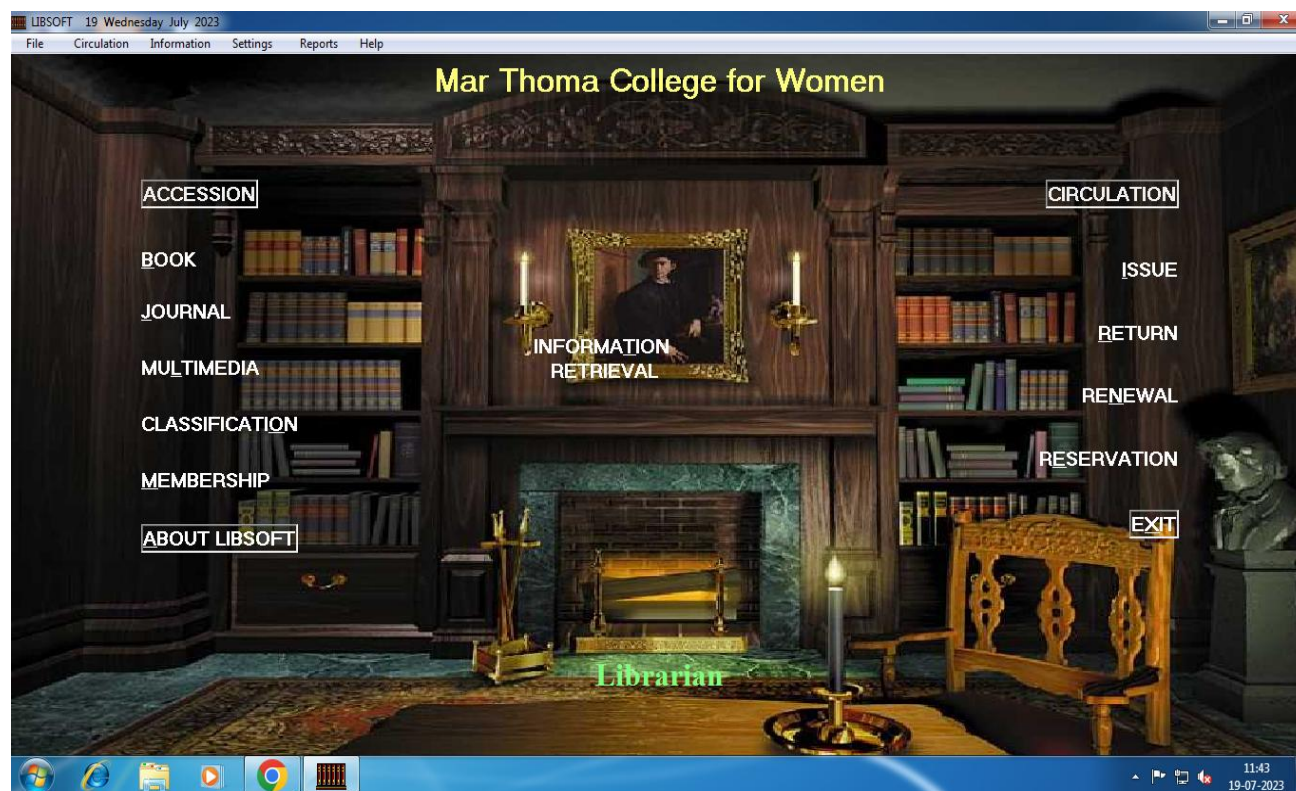 LIBSOFT 19 Wednesday July 2023
File Circulation Information Settings Reports Help
Mar Thoma College for Women
ACCESSION
BOOK
JOURNAL
MULTIMEDIA
CLASSIFICATION
MEMBERSHIP
ABOUT LIBSOFT
INFORMATION
RETRIEVAL
CIRCULATION
ISSUE
RETURN
RENEWAL
RESERVATION
EXIT
Librarian
11:43
19-07-2023